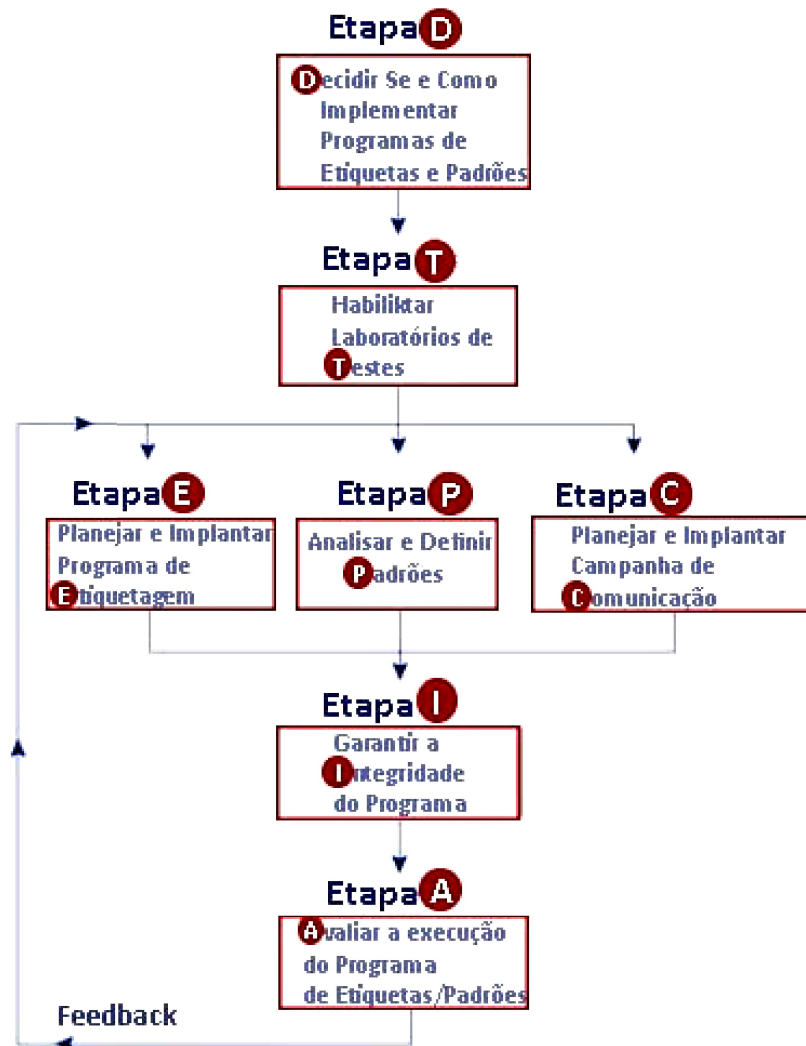 Etapa D
Decidir Se e Como
Implementar
Programas de
Etiquetas e Padrões
Etapa T
Habiliktar
Laboratórios de
Testes
Etapa E
Planejar e Implantar
Programa de
Etiquetagem
Etapa P
Analisar e Definir
Padrões
Etapa C
Planejar e Implantar
Campanha de
Comunicação
Etapa I
Garantir a
Integridade
do Programa
Etapa A
Avaliar a execução
do Programa
de Etiquetas/Padrões
Feedback